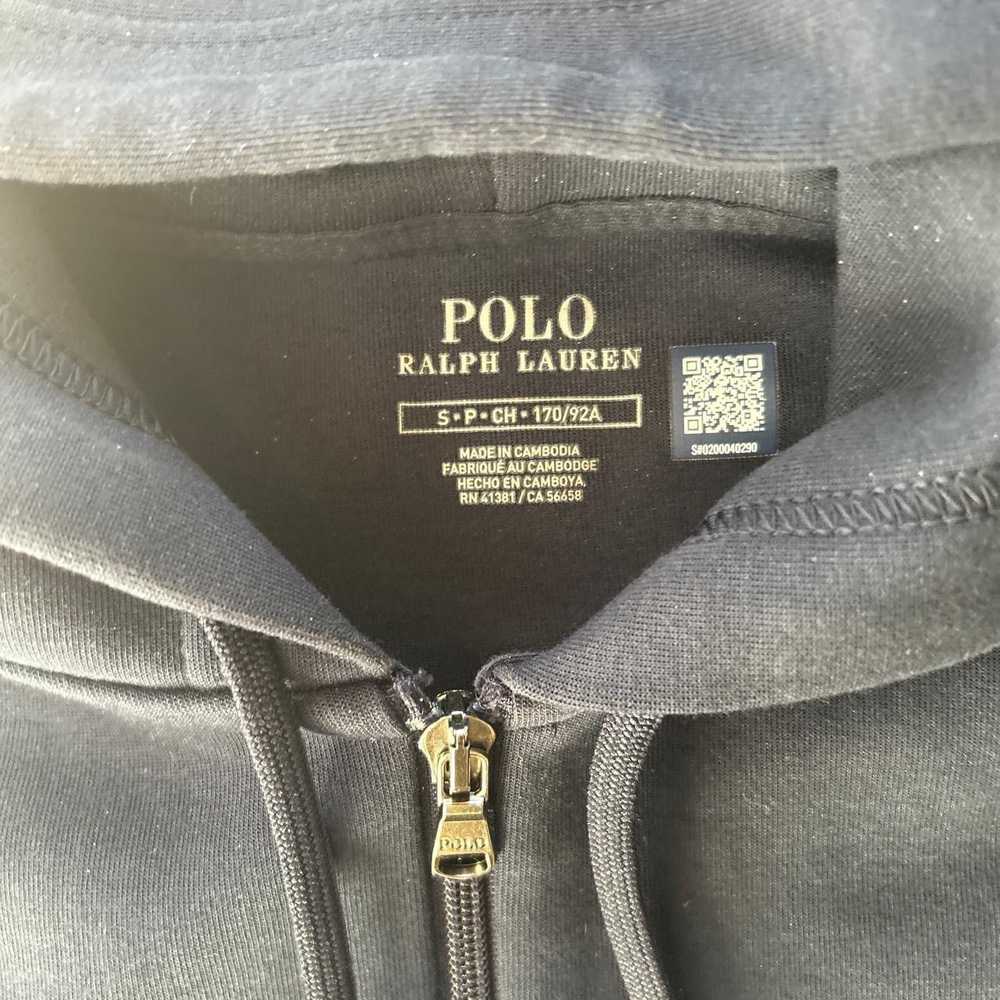 POLO
RALPH LAUREN
S•P•CH•170/92A
MADE IN CAMBODIA
FABRIQUÉ AU CAMBODGE
HECHO EN CAMBOYA
RN 41381 / CA 56658
S#0200040290
POLO